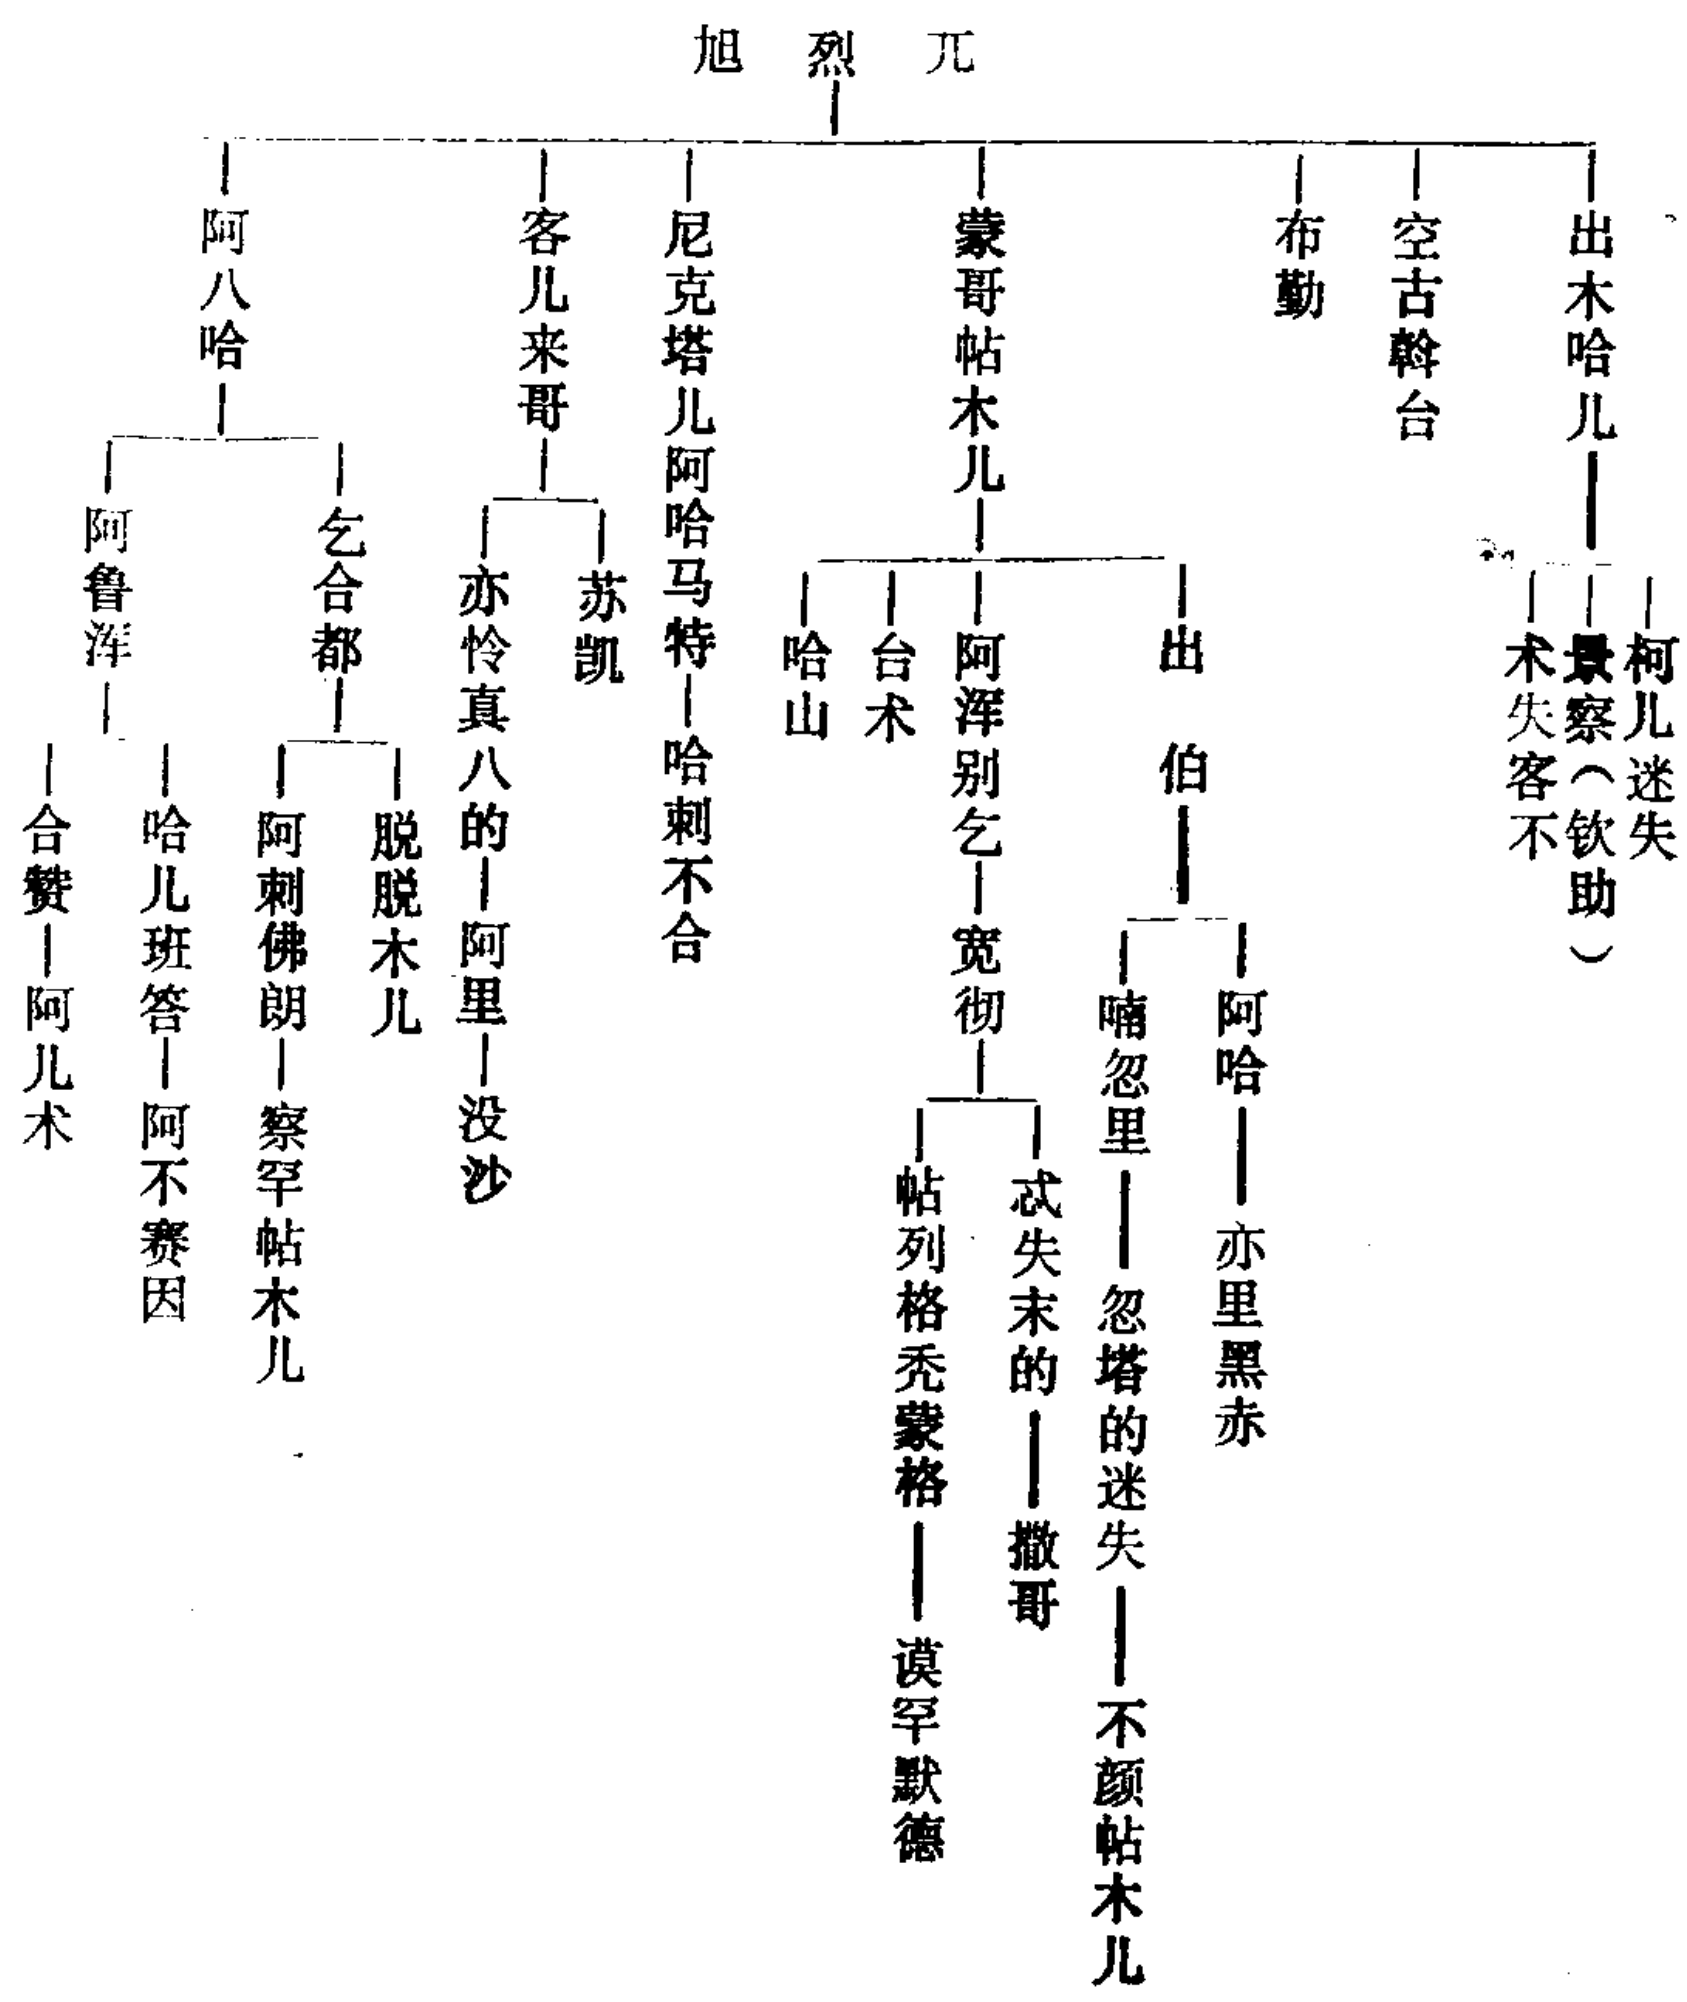 旭烈兀
阿八哈
客儿来哥
尼克塔儿阿哈马特
蒙哥帖木儿
布勤
空古斡台
出木哈儿
阿鲁浑
乞合都
亦怜真八的
苏凯
哈剌不合
哈山
台术
阿浑别乞
出伯
术失客不
景察(钦助)
柯儿迷失
合赞
哈儿班答
阿剌佛朗
脱脱木儿
阿里
宽彻
喃忽里
阿哈
阿儿术
阿不赛因
察罕帖木儿
没沙
帖列格秃蒙格
忒失末的
忽塔的迷失
亦里黑赤
谟罕默德
撒哥
不颜帖木儿